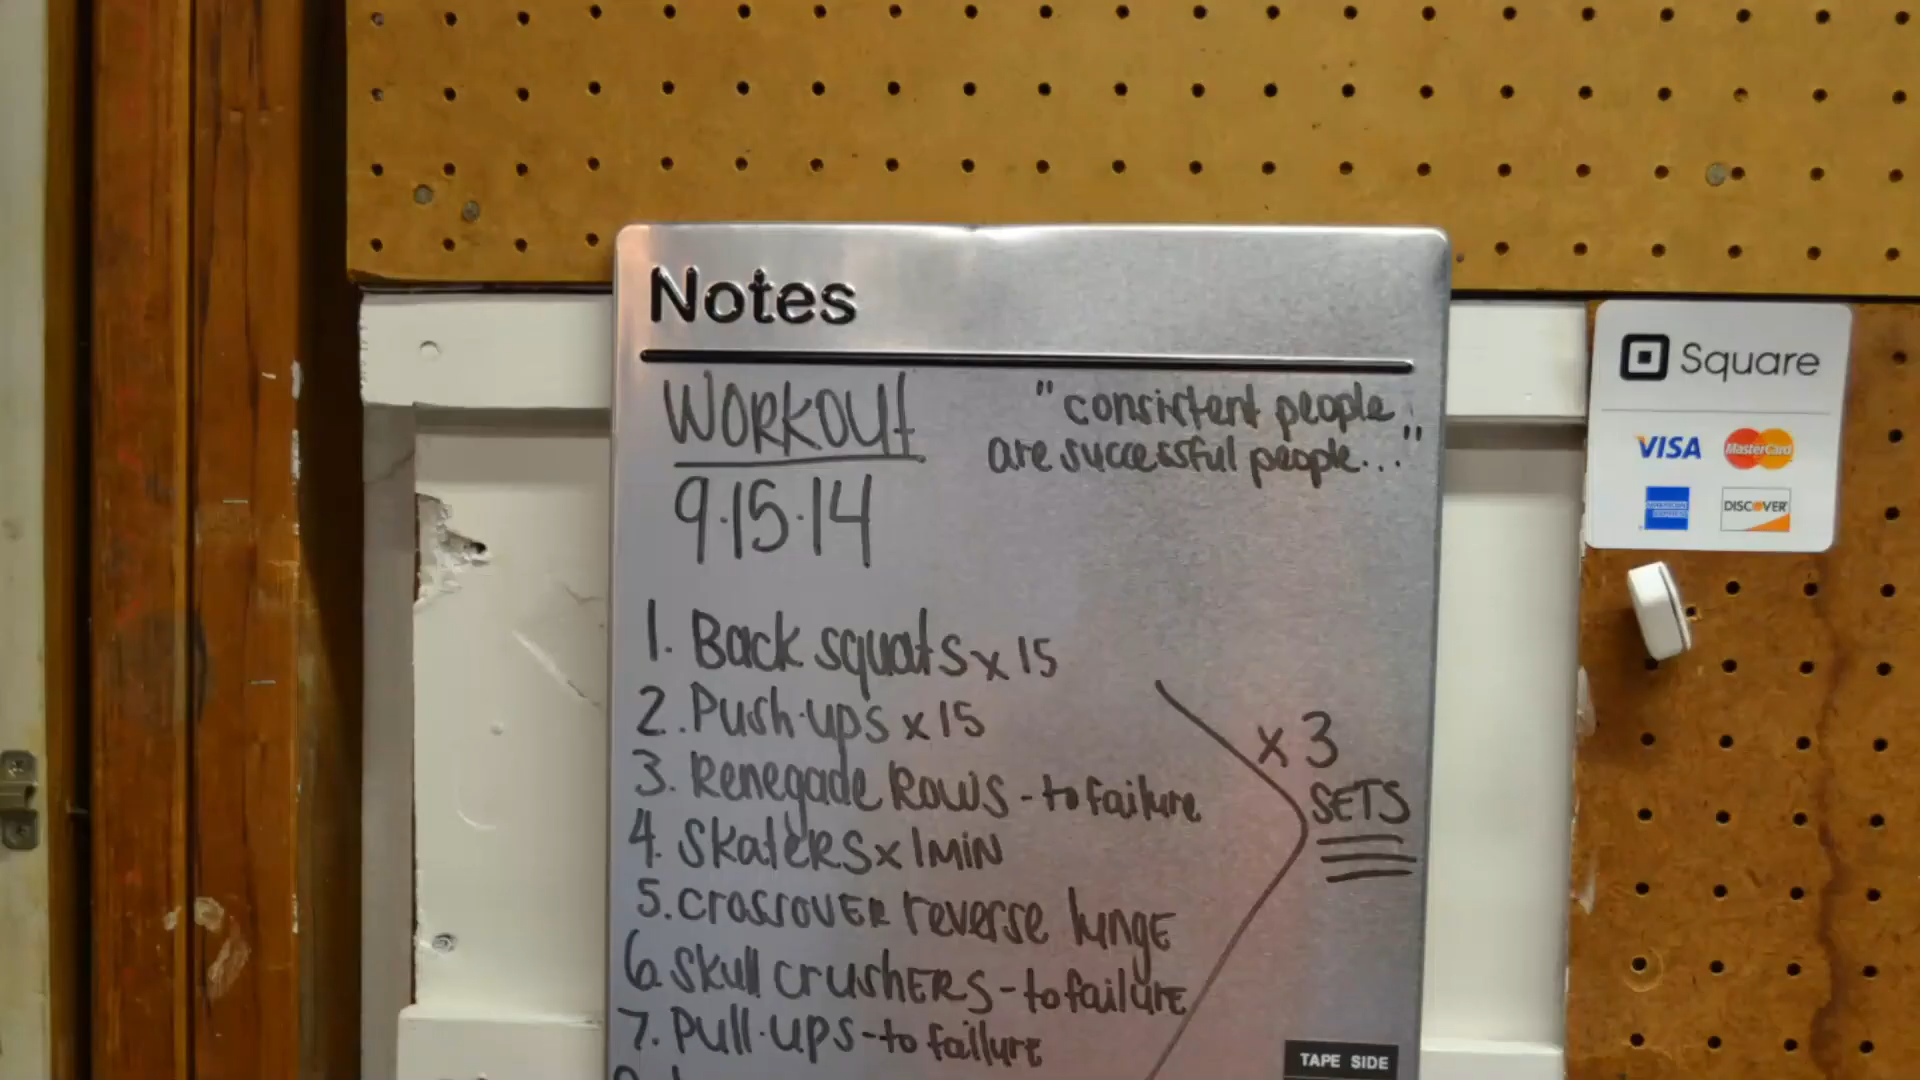 Notes
WORKOUT
9.15.14
"consistent people
are successful people..."
1. Back squats x 15
2. Push-ups x 15
3. Renegade Rows - to failure
4. Skaters x 1 MIN
5. crossover reverse lunge
6. Skull crushers - to failure
7. Pull-ups - to failure
x 3
SETS
TAPE SIDE
Square
VISA
MasterCard
AMERICAN EXPRESS
DISCOVER